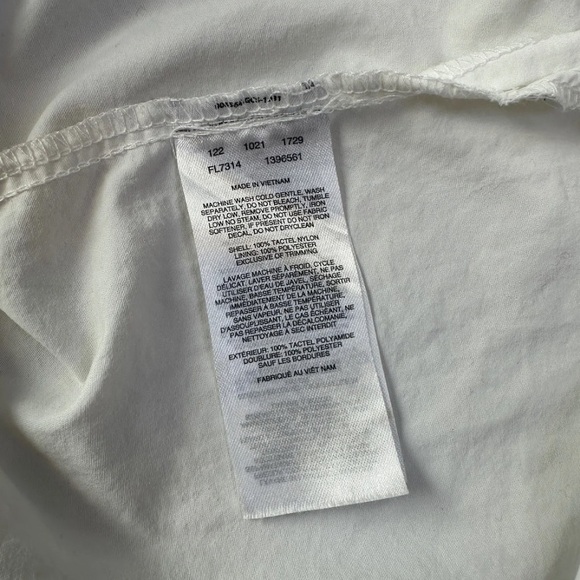 122 1021 1729
FL7314 1396561
MADE IN VIETNAM
MACHINE WASH COLD GENTLE, WASH
SEPARATELY, DO NOT BLEACH, TUMBLE
DRY LOW, REMOVE PROMPTLY, IRON
LOW NO STEAM, DO NOT USE FABRIC
SOFTENER, IF PRESENT DO NOT IRON
DECAL, DO NOT DRYCLEAN
SHELL: 100% TACTEL NYLON
LINING: 100% POLYESTER
EXCLUSIVE OF TRIMMING
LAVAGE MACHINE À FROID, CYCLE
DÉLICAT, LAVER SÉPARÉMENT, NE PAS
UTILISER D'EAU DE JAVEL, SÉCHAGE
MACHINE, BASSE TEMPÉRATURE, SORTIR
IMMÉDIATEMENT DE LA MACHINE,
REPASSER À BASSE TEMPÉRATURE,
SANS VAPEUR, NE PAS UTILISER
D'ASSOUPLISSANT, LE CAS ÉCHÉANT, NE
PAS REPASSER LA DÉCALCOMANIE,
NETTOYAGE À SEC INTERDIT
EXTÉRIEUR: 100% TACTEL POLYAMIDE
DOUBLURE: 100% POLYESTER
SAUF LES BORDURES
FABRIQUÉ AU VIÊT NAM